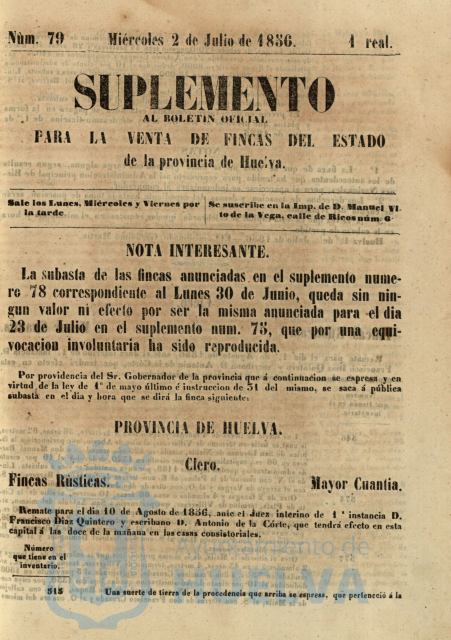 Núm. 79 Miércoles 2 de Julio de 1856. 1 real.
SUPLEMENTO
AL BOLETIN OFICIAL
PARA LA VENTA DE FINCAS DEL ESTADO
de la provincia de Huelva.
Sale los Lunes, Miércoles y Viernes por
la tarde
Se suscribe en la Imp. de D. Manuel Vi-
to de la Vega, calle de Ricos núm. 6
NOTA INTERESANTE.
La subasta de las fincas anunciadas en el suplemento nume-
ro 78 correspondiente al Lunes 30 de Junio, queda sin nin-
gun valor ni efecto por ser la misma anunciada para el dia
23 de Julio en el suplemento num. 75, que por una equi-
vocacion involuntaria ha sido reproducida.
Por providencia del Sr. Gobernador de la provincia que á continuacion se espresa y en
virtud de la ley de 1º de mayo último é instruccion de 31 del mismo, se saca á pública
subasta en el dia y hora que se dirá la finca siguiente:
PROVINCIA DE HUELVA.
Clero.
Fincas Rústicas. Mayor Cuantia.
Remate para el dia 10 de Agosto de 1856, ante el Juez interino de 1ª instancia D.
Francisco Diaz Quintero y escribano D. Antonio de la Córte, que tendrá efecto en esta
capital á las doce de la mañana en las casas consistoriales.
Número
que tiene en el
inventario.
515 Una suerte de tierra de la procedencia que arriba se espresa, que perteneció á la
Ayuntamiento de
HUELVA